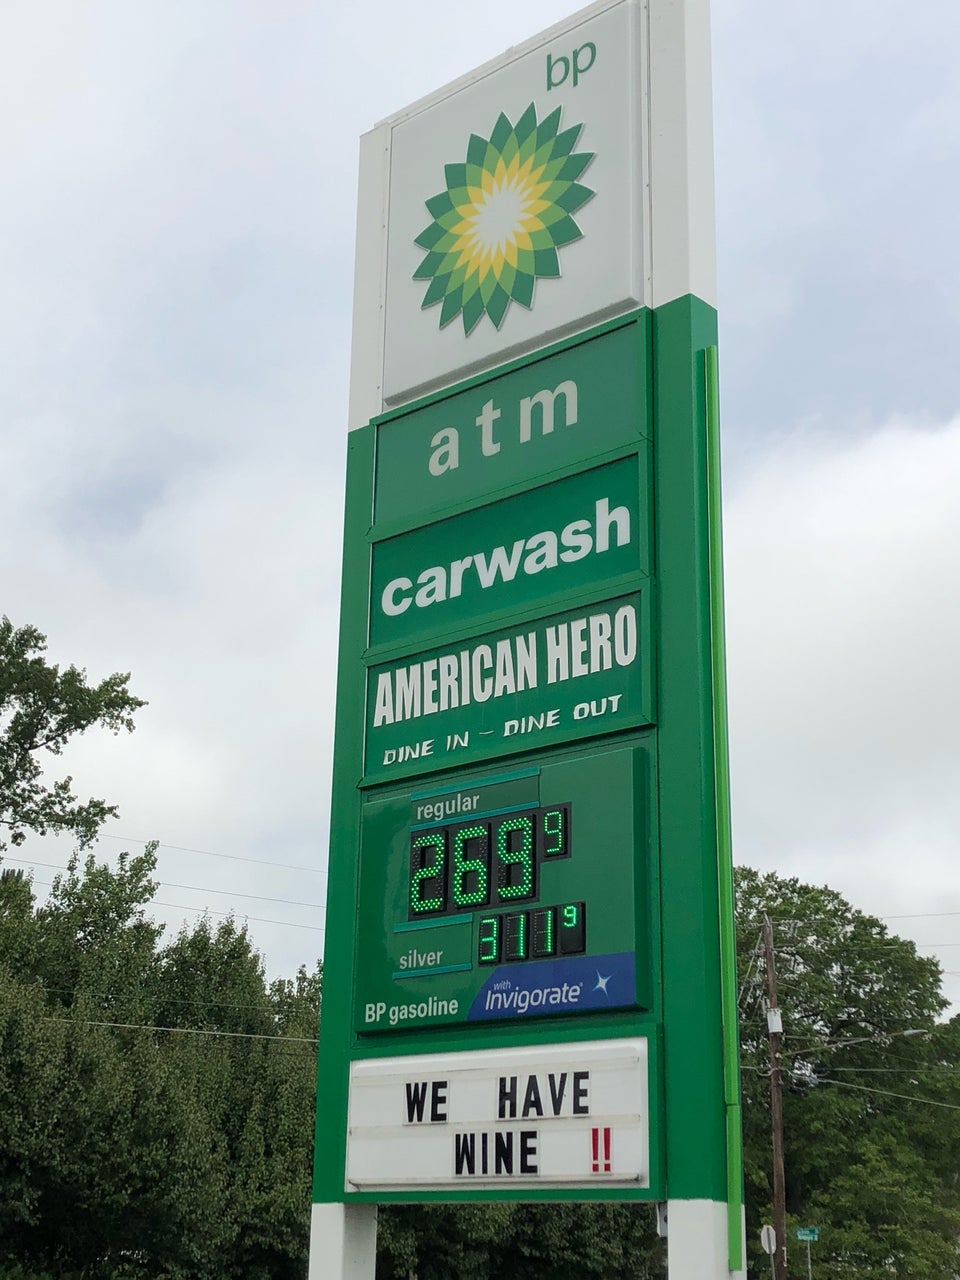 bp
atm
carwash
AMERICAN HERO
DINE IN - DINE OUT
regular
269 9
311 9
silver
BP gasoline
with
Invigorate
WE HAVE
WINE !!